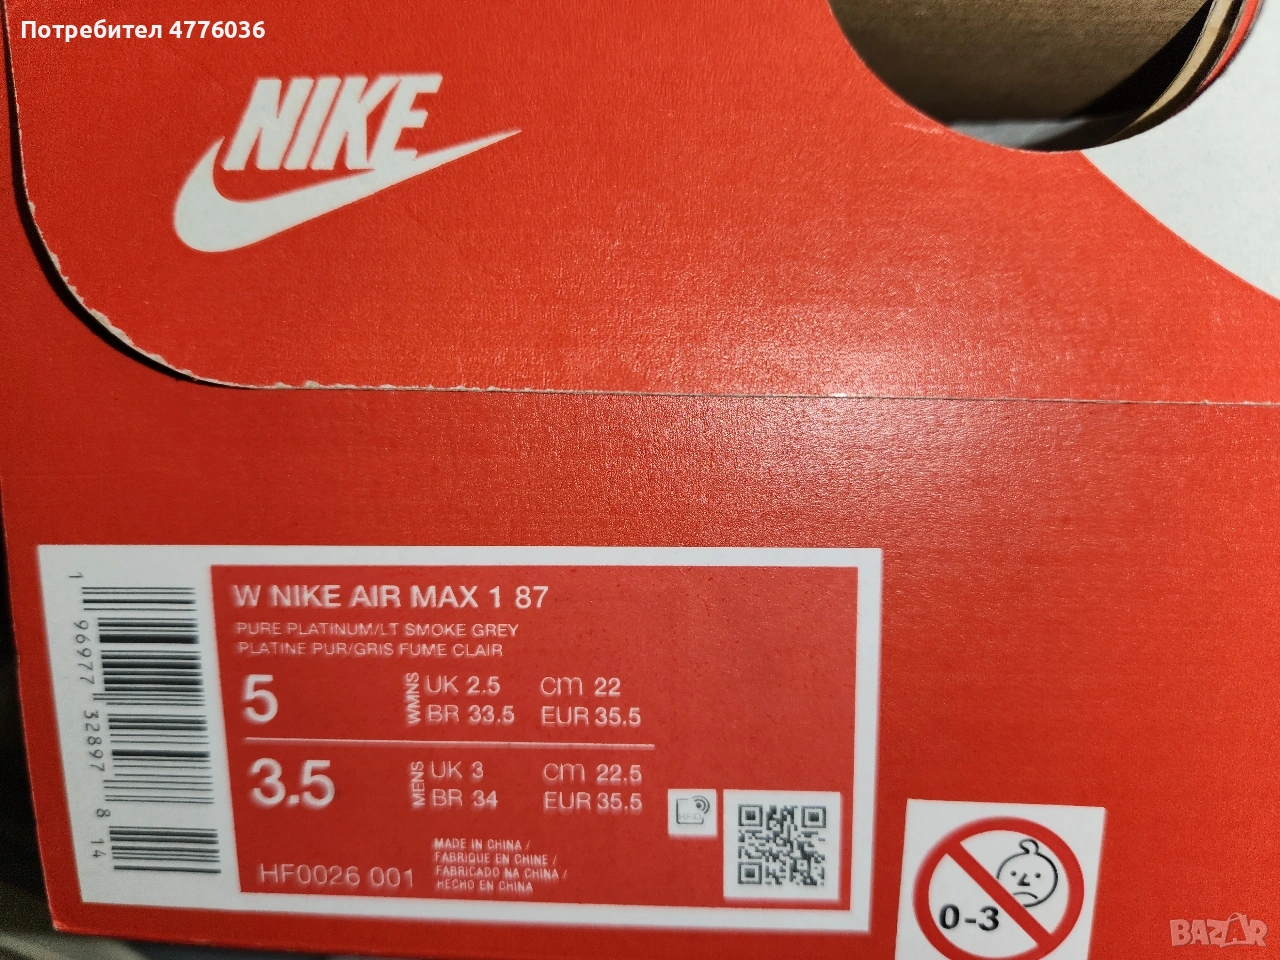 Потребител 4776036
NIKE
W NIKE AIR MAX 1 87
PURE PLATINUM/LT SMOKE GREY
PLATINE PUR/GRIS FUME CLAIR
5 WMNS UK 2.5 cm 22
BR 33.5 EUR 35.5
3.5 MENS UK 3 cm 22.5
BR 34 EUR 35.5
HF0026 001
MADE IN CHINA /
FABRIQUE EN CHINE /
FABRICADO NA CHINA /
HECHO EN CHINA
1 96977 32897 8 14
RFID
0-3
BAZAR